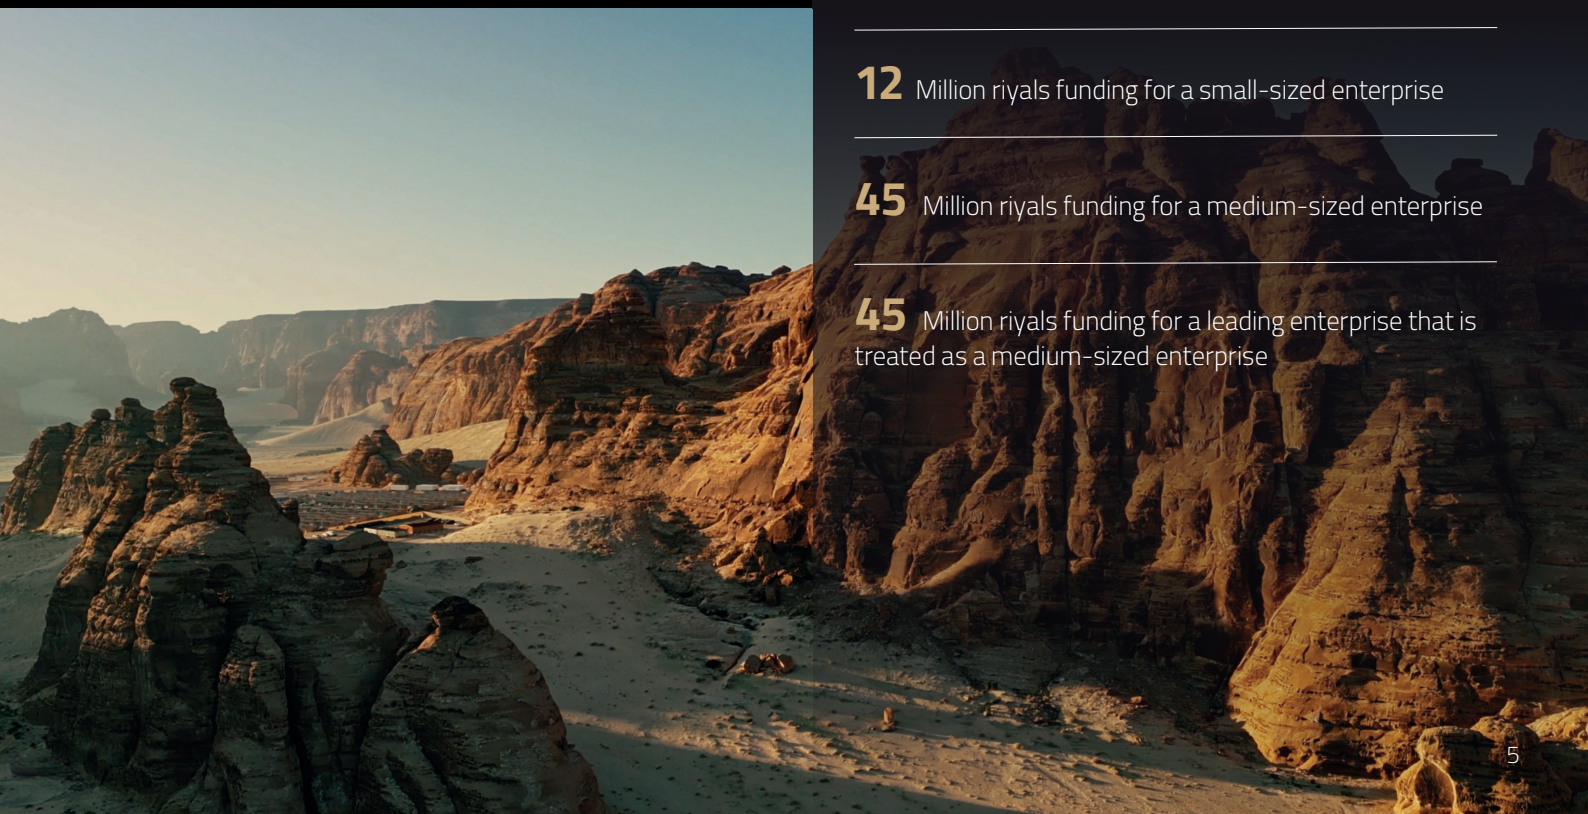 12 Million riyals funding for a small-sized enterprise
45 Million riyals funding for a medium-sized enterprise
45 Million riyals funding for a leading enterprise that is
treated as a medium-sized enterprise
5